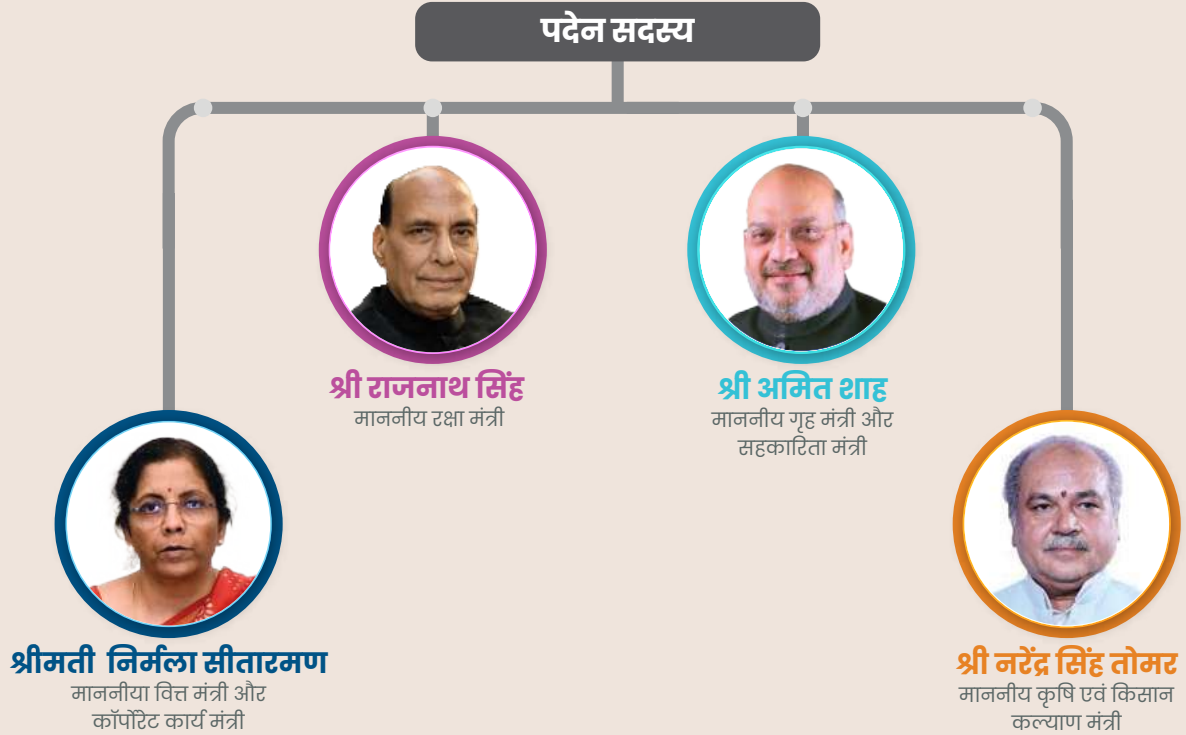 पदेन सदस्य
श्री राजनाथ सिंह
माननीय रक्षा मंत्री
श्री अमित शाह
माननीय गृह मंत्री और
सहकारिता मंत्री
श्रीमती निर्मला सीतारमण
माननीया वित्त मंत्री और
कॉर्पोरेट कार्य मंत्री
श्री नरेंद्र सिंह तोमर
माननीय कृषि एवं किसान
कल्याण मंत्री